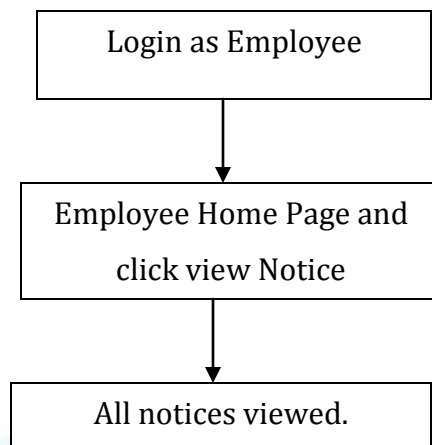 Login as Employee
Employee Home Page and
click view Notice
All notices viewed.